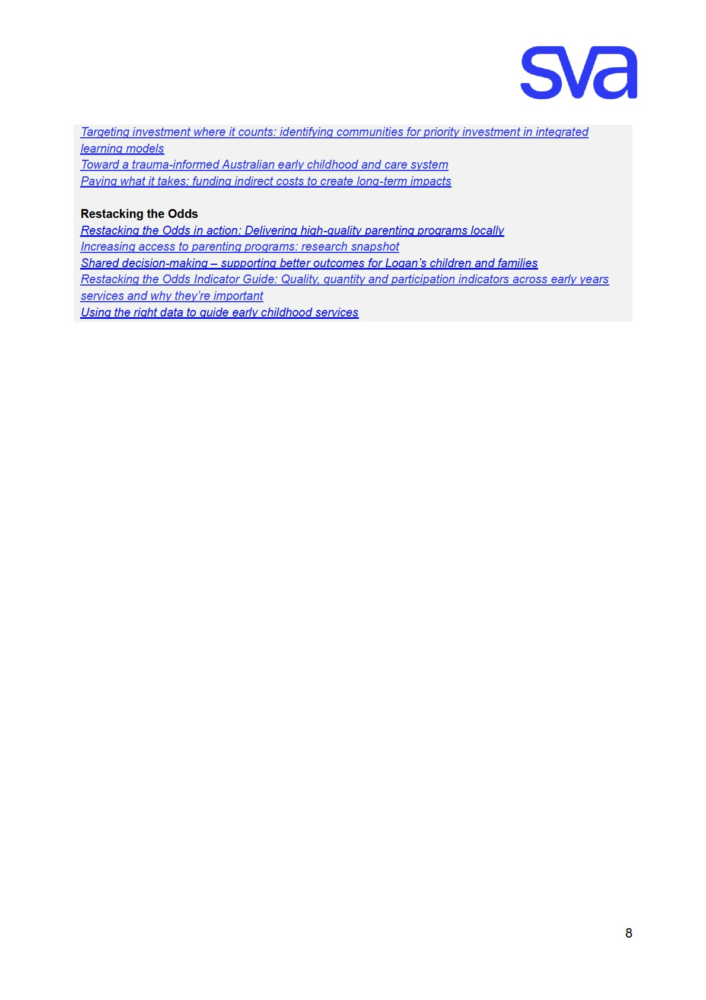 sva
Targeting investment where it counts: identifying communities for priority investment in integrated
learning models
Toward a trauma-informed Australian early childhood and care system
Paying what it takes: funding indirect costs to create long-term impacts
Restacking the Odds
Restacking the Odds in action: Delivering high-quality parenting programs locally
Increasing access to parenting programs: research snapshot
Shared decision-making – supporting better outcomes for Logan’s children and families
Restacking the Odds Indicator Guide: Quality, quantity and participation indicators across early years
services and why they’re important
Using the right data to guide early childhood services
8